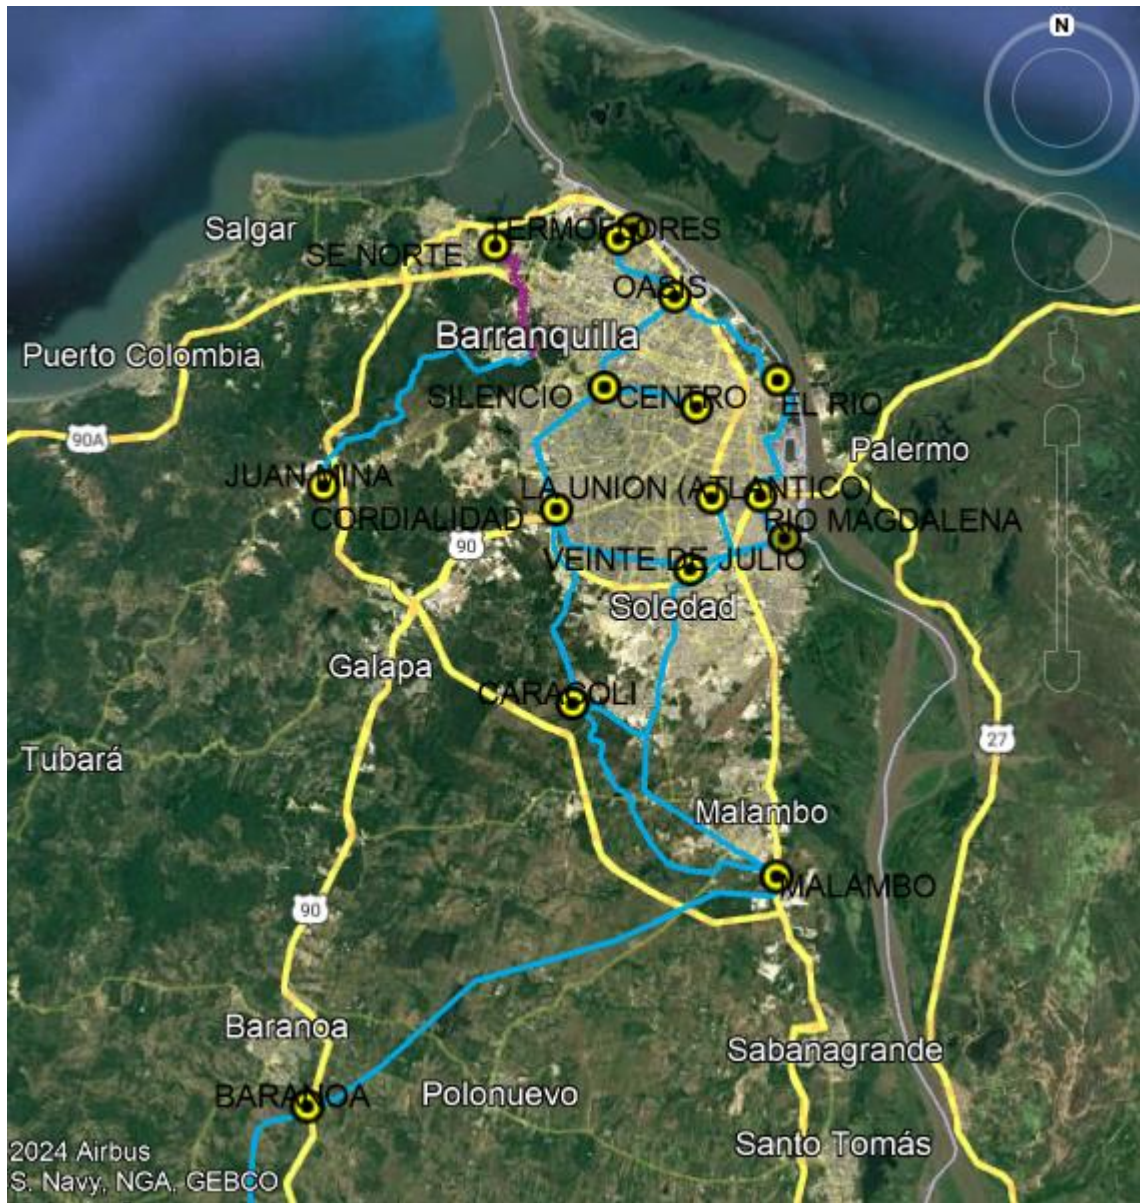 N
Salgar
TERMOFLORES
SE NORTE
OASIS
Barranquilla
Puerto Colombia
SILENCIO
CENTRO
EL RIO
90A
Palermo
JUAN MINA
LA UNION (ATLANTICO)
CORDIALIDAD
RIO MAGDALENA
90
VEINTE DE JULIO
Soledad
Galapa
CARACOLI
27
Tubará
Malambo
MALAMBO
90
Baranoa
Sabanagrande
BARANOA
Polonuevo
Santo Tomás
2024 Airbus
S. Navy, NGA, GEBCO